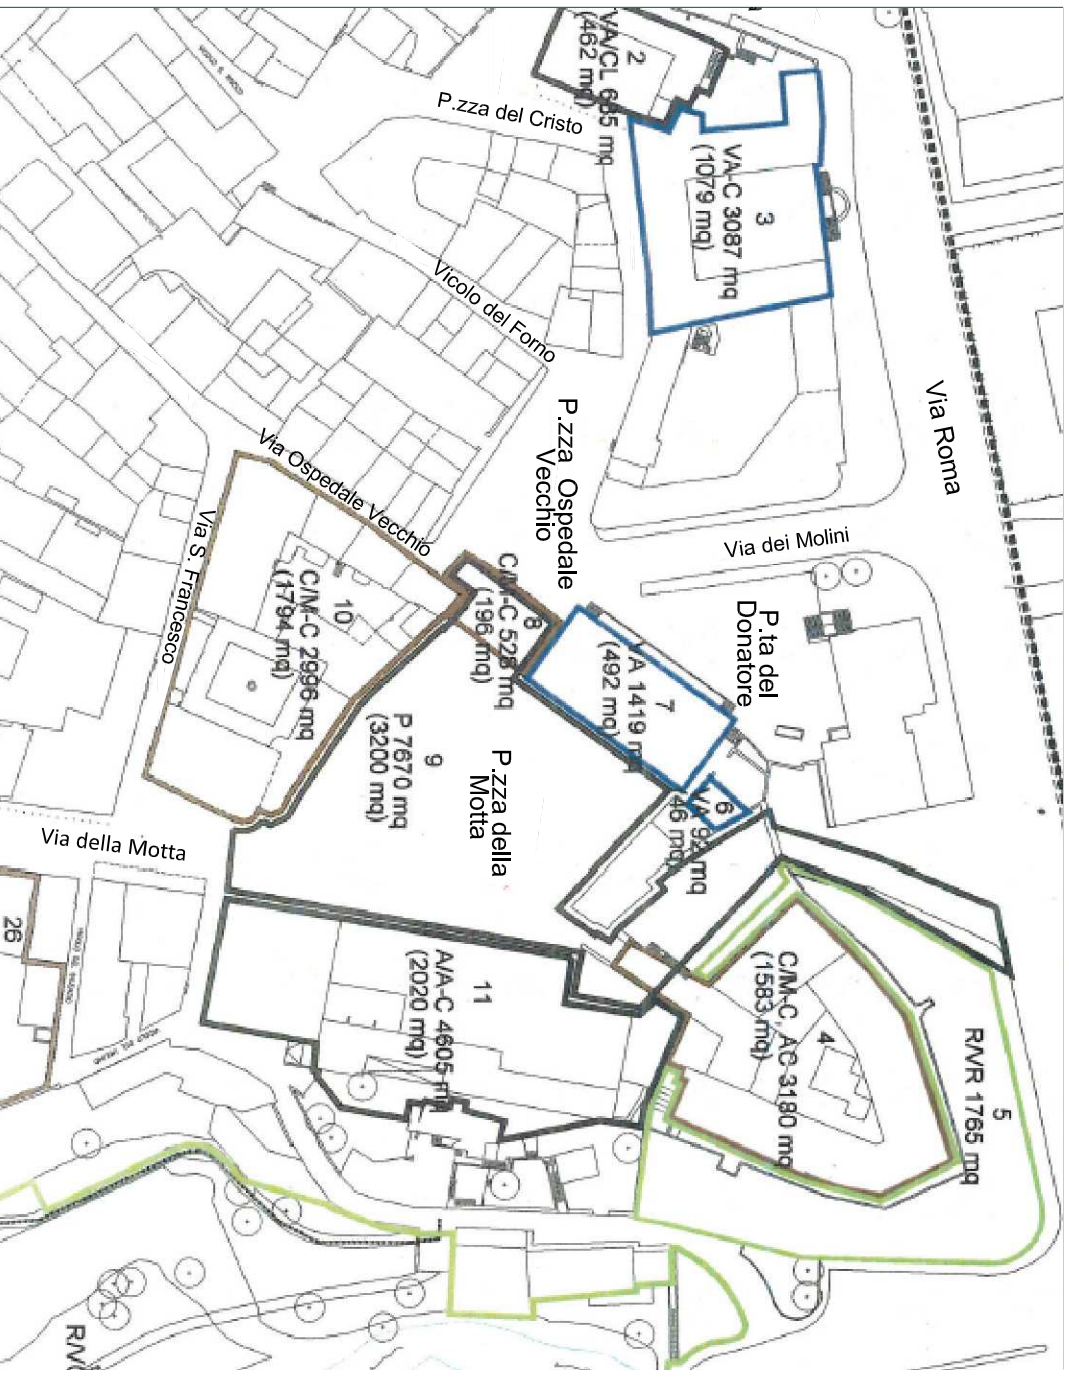 2
VA/CL 685 mq
(462 mq)
P.zza del Cristo
3
VA-C 3087 mq
(1079 mq)
Via Roma
Vicolo del Forno
P.zza Ospedale
Vecchio
Via dei Molini
Via Ospedale Vecchio
Via S. Francesco
10
C/M-C 2996 mq
(1794 mq)
8
C/M-C 528 mq
(196 mq)
7
A 1419 mq
(492 mq)
P.ta del
Donatore
6
VA 92 mq
46 mq)
9
P 7670 mq
(3200 mq)
P.zza della
Motta
Via della Motta
26
11
A/A-C 4605 mq
(2020 mq)
4
C/M-C, AC 3180 mq
(1583 mq)
5
R/VR 1765 mq